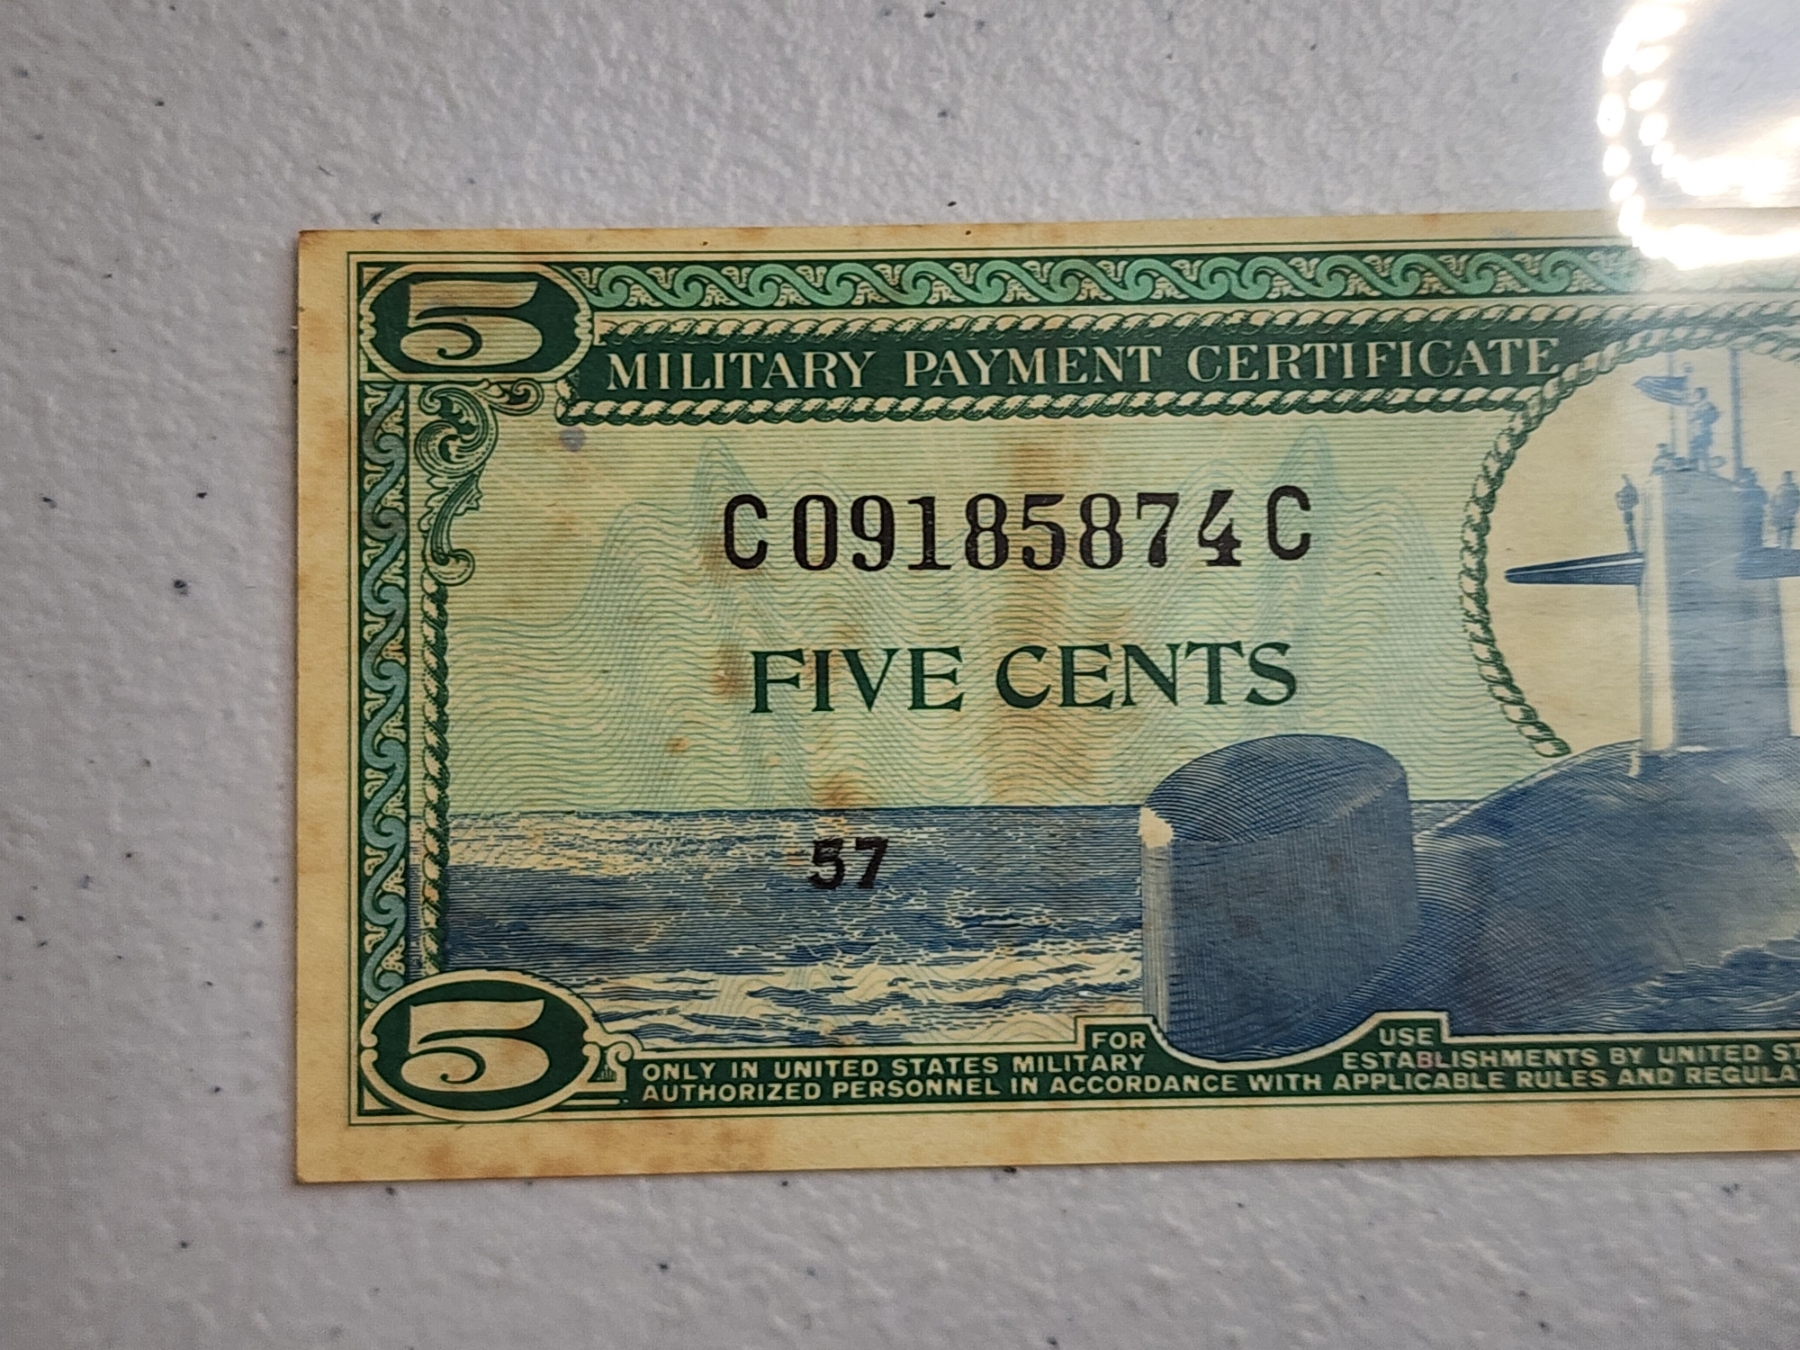 5
MILITARY PAYMENT CERTIFICATE
C09185874C
FIVE CENTS
57
5
FOR USE
ONLY IN UNITED STATES MILITARY ESTABLISHMENTS BY UNITED
AUTHORIZED PERSONNEL IN ACCORDANCE WITH APPLICABLE RULES AND